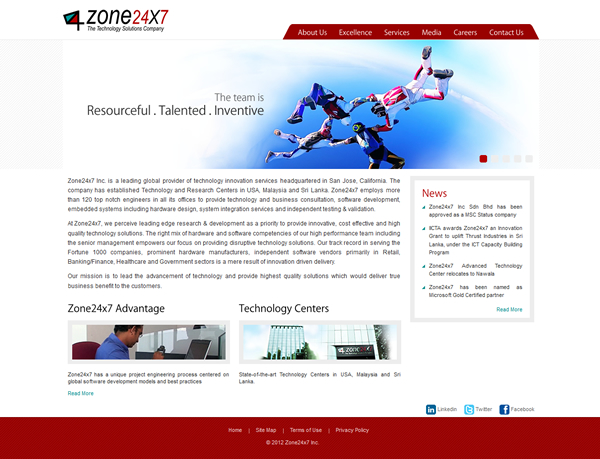 zone24x7
The Technology Solutions Company
About Us Excellence Services Media Careers Contact Us
The team is
Resourceful . Talented . Inventive
Zone24x7 Inc. is a leading global provider of technology innovation services headquartered in San Jose, California. The
company has established Technology and Research Centers in USA, Malaysia and Sri Lanka. Zone24x7 employs more
than 120 top notch engineers in all its offices to provide technology and business consultation, software development,
embedded systems including hardware design, system integration services and independent testing & validation.
At Zone24x7, we perceive leading edge research & development as a priority to provide innovative, cost effective and high
quality technology solutions. The right mix of hardware and software competencies of our high performance team including
the senior management empowers our focus on providing disruptive technology solutions. Our track record in serving the
Fortune 1000 companies, prominent hardware manufacturers, independent software vendors primarily in Retail,
Banking/Finance, Healthcare and Government sectors is a mere result of innovation driven delivery.
Our mission is to lead the advancement of technology and provide highest quality solutions which would deliver true
business benefit to the customers.
News
Zone24x7 Inc Sdn Bhd has been
approved as a MSC Status company
ICTA awards Zone24x7 an Innovation
Grant to uplift Thrust Industries in Sri
Lanka, under the ICT Capacity Building
Program
Zone24x7 Advanced Technology
Center relocates to Nawala
Zone24x7 has been named as
Microsoft Gold Certified partner
Read More
Zone24x7 Advantage
Zone24x7 has a unique project engineering process centered on
global software development models and best practices
Read More
Technology Centers
zone24x7
State-of-the-art Technology Centers in USA, Malaysia and Sri
Lanka.
Linkedin Twitter Facebook
Home | Site Map | Terms of Use | Privacy Policy
© 2012 Zone24x7 Inc.